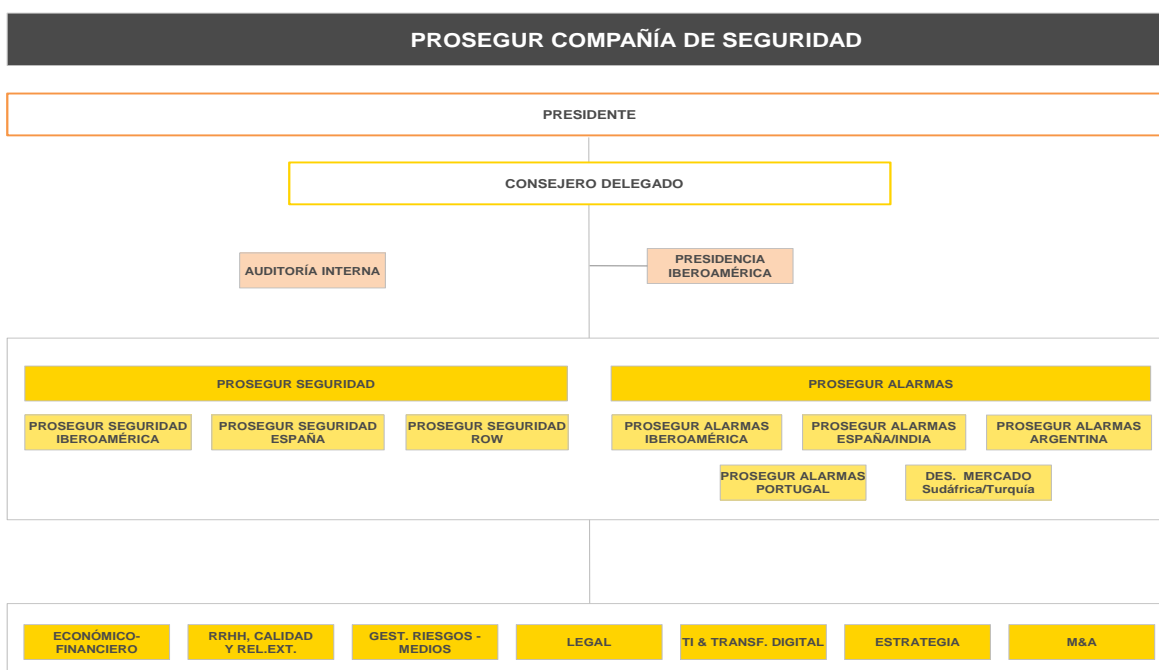 PROSEGUR COMPAÑÍA DE SEGURIDAD
PRESIDENTE
CONSEJERO DELEGADO
AUDITORÍA INTERNA
PRESIDENCIA
IBEROAMÉRICA
PROSEGUR SEGURIDAD
PROSEGUR SEGURIDAD
IBEROAMÉRICA
PROSEGUR SEGURIDAD
ESPAÑA
PROSEGUR SEGURIDAD
ROW
PROSEGUR ALARMAS
PROSEGUR ALARMAS
IBEROAMÉRICA
PROSEGUR ALARMAS
ESPAÑA/INDIA
PROSEGUR ALARMAS
ARGENTINA
PROSEGUR ALARMAS
PORTUGAL
DES. MERCADO
Sudáfrica/Turquía
ECONÓMICO-
FINANCIERO
RRHH, CALIDAD
Y REL.EXT.
GEST. RIESGOS -
MEDIOS
LEGAL
TI & TRANSF. DIGITAL
ESTRATEGIA
M&A